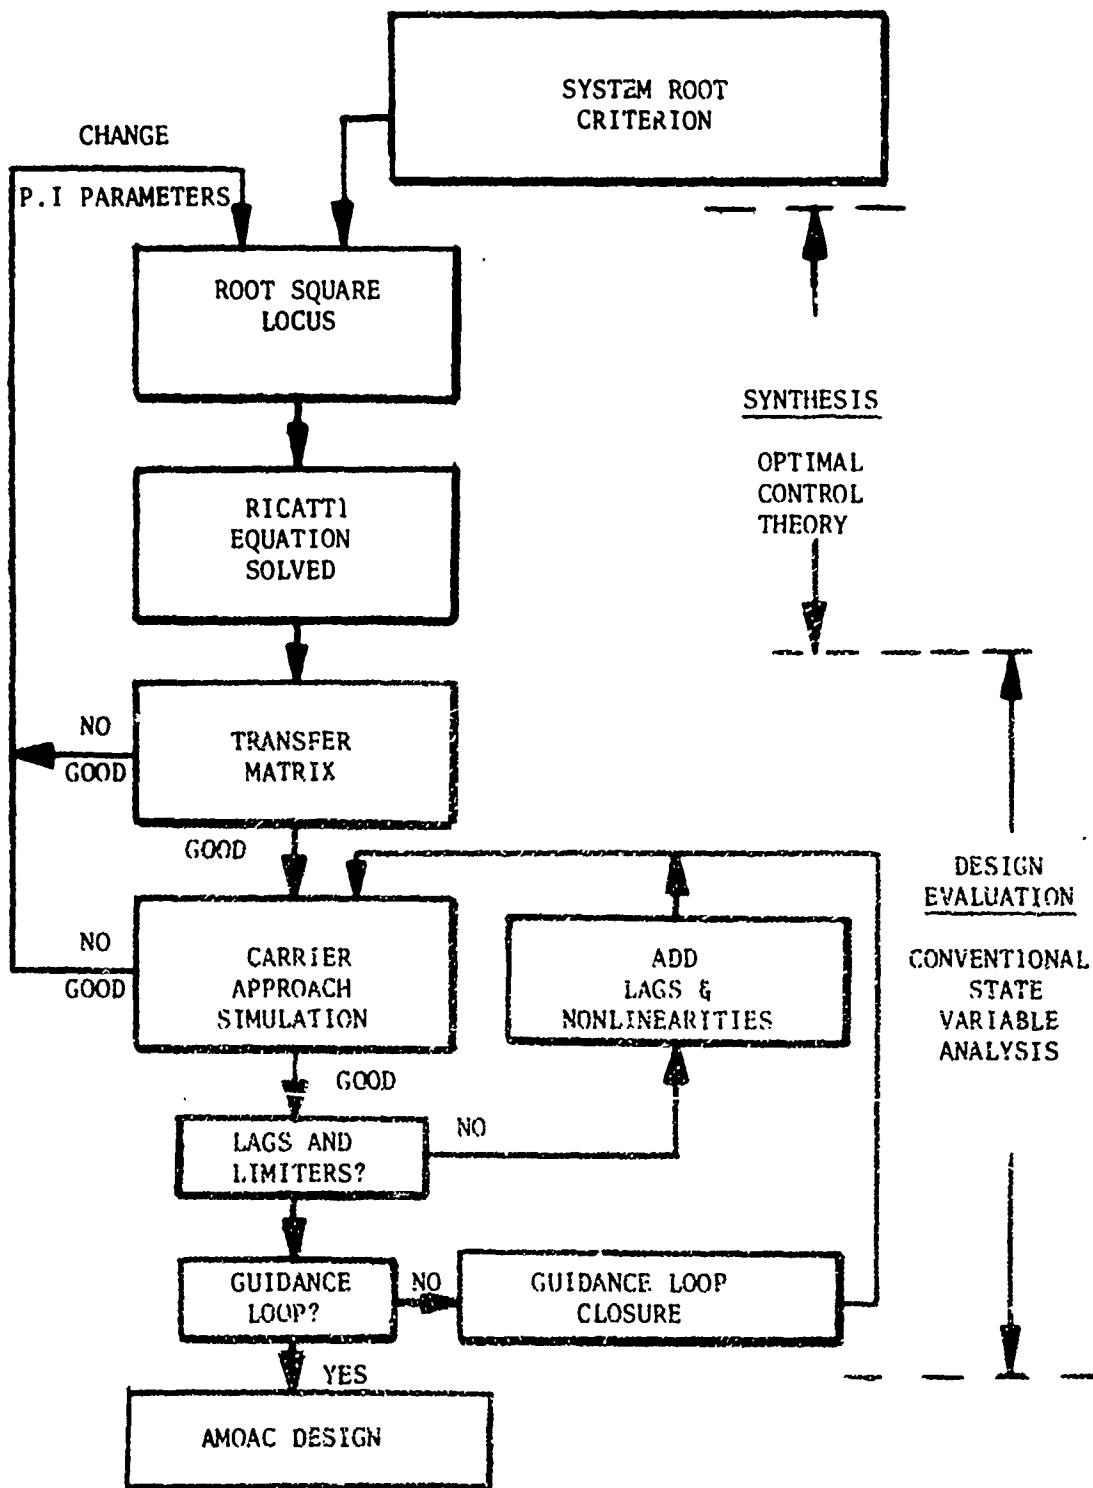 SYSTEM ROOT
CRITERION
CHANGE
P.I PARAMETERS
ROOT SQUARE
LOCUS
SYNTHESIS
OPTIMAL
CONTROL
THEORY
RICATTI
EQUATION
SOLVED
TRANSFER
MATRIX
NO
GOOD
GOOD
CARRIER
APPROACH
SIMULATION
NO
GOOD
ADD
LAGS &
NONLINEARITIES
DESIGN
EVALUATION
CONVENTIONAL
STATE
VARIABLE
ANALYSIS
GOOD
LAGS AND
LIMITERS?
NO
GUIDANCE
LOOP?
NO
GUIDANCE LOOP
CLOSURE
YES
AMOAC DESIGN